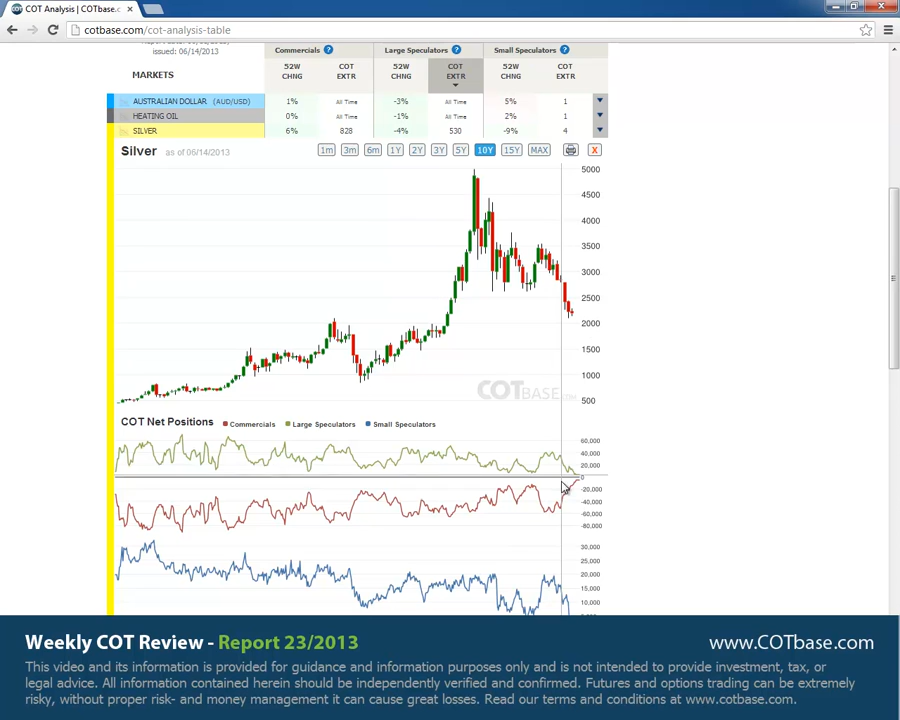 COT Analysis | COTbase.c
cotbase.com/cot-analysis-table
issued: 06/14/2013
Commercials ? Large Speculators ? Small Speculators ?
MARKETS
52W CHNG COT EXTR 52W CHNG COT EXTR 52W CHNG COT EXTR
AUSTRALIAN DOLLAR (AUD/USD) 1% All Time -3% All Time 5% 1
HEATING OIL 0% All Time -1% All Time 2% 1
SILVER 6% 828 -4% 530 -9% 4
Silver as of 06/14/2013 1m 3m 6m 1Y 2Y 3Y 5Y 10Y 15Y MAX X
5000
4500
4000
3500
3000
2500
2000
1500
1000
500
COTBASE.COM
COT Net Positions Commercials Large Speculators Small Speculators
60,000
40,000
20,000
0
-20,000
-40,000
-60,000
-80,000
30,000
25,000
20,000
15,000
10,000
Weekly COT Review - Report 23/2013 www.COTbase.com
This video and its information is provided for guidance and information purposes only and is not intended to provide investment, tax, or
legal advice. All information contained herein should be independently verified and confirmed. Futures and options trading can be extremely
risky, without proper risk- and money management it can cause great losses. Read our terms and conditions at www.cotbase.com.